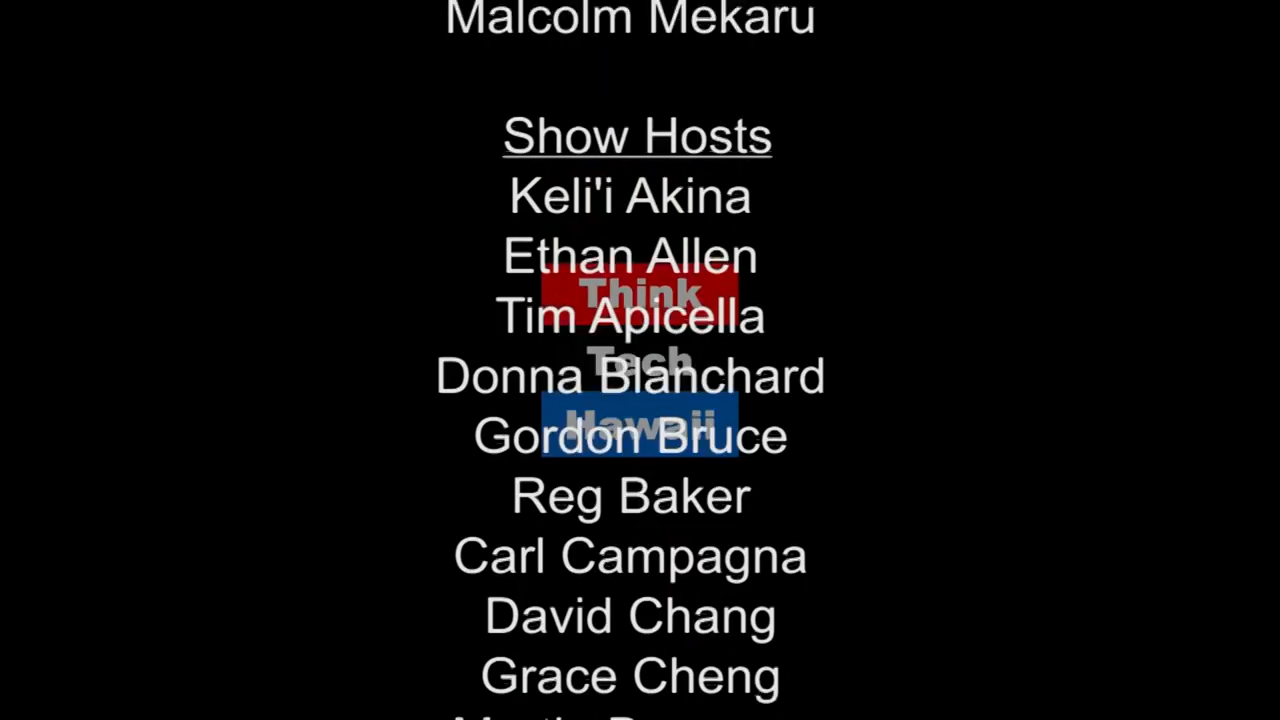 Malcolm Mekaru
Show Hosts
Keli'i Akina
Ethan Allen
Think
Tim Apicella
Tech
Donna Blanchard
Hawaii
Gordon Bruce
Reg Baker
Carl Campagna
David Chang
Grace Cheng